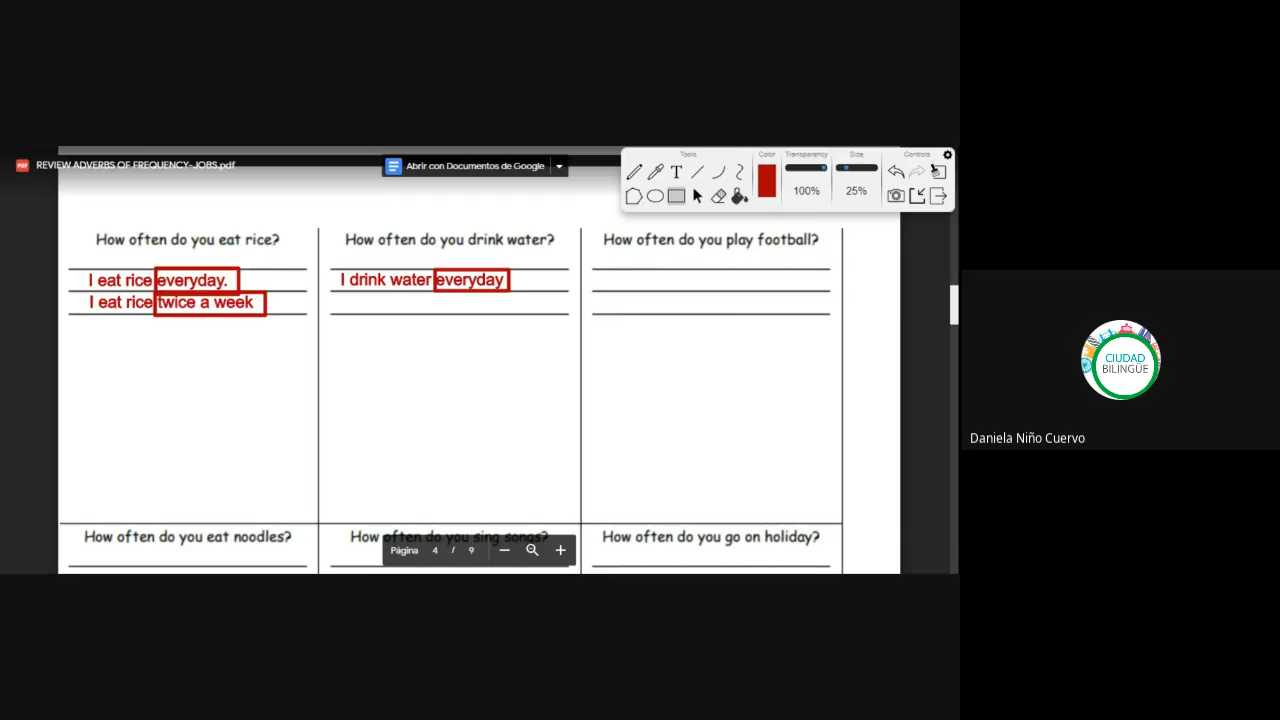 REVIEW ADVERBS OF FREQUENCY-JOBS.pdf
PDF
Abrir con Documentos de Google
Tools
Color
Transparency
Size
Controls
T
100%
25%
How often do you eat rice?
I eat rice everyday.
I eat rice twice a week
How often do you drink water?
I drink water everyday
How often do you play football?
How often do you eat noodles?
How often do you sing songs?
How often do you go on holiday?
Página 4 / 9
CIUDAD
BILINGÜE
Daniela Niño Cuervo